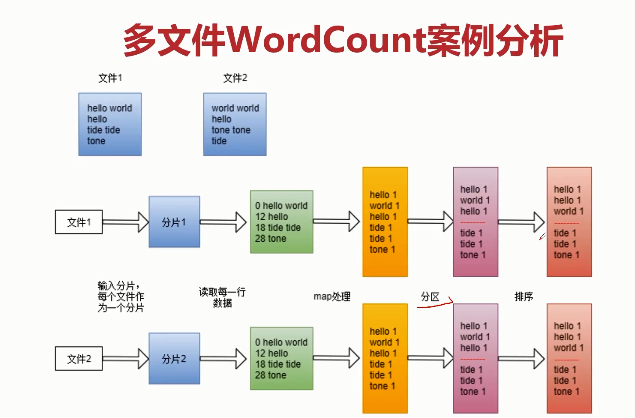 多文件WordCount案例分析
文件1
文件2
hello world
hello
tide tide
tone
world world
hello
tone tone
tide
文件1
分片1
0 hello world
12 hello
18 tide tide
28 tone
hello 1
world 1
hello 1
tide 1
tide 1
tone 1
hello 1
world 1
hello 1
--------
tide 1
tide 1
tone 1
hello 1
hello 1
world 1
--------
tide 1
tide 1
tone 1
输入分片，
每个文件作
为一个分片
读取每一行
数据
map处理
分区
排序
文件2
分片2
0 hello world
12 hello
18 tide tide
28 tone
hello 1
world 1
hello 1
tide 1
tide 1
tone 1
hello 1
world 1
hello 1
--------
tide 1
tide 1
tone 1
hello 1
hello 1
world 1
--------
tide 1
tide 1
tone 1